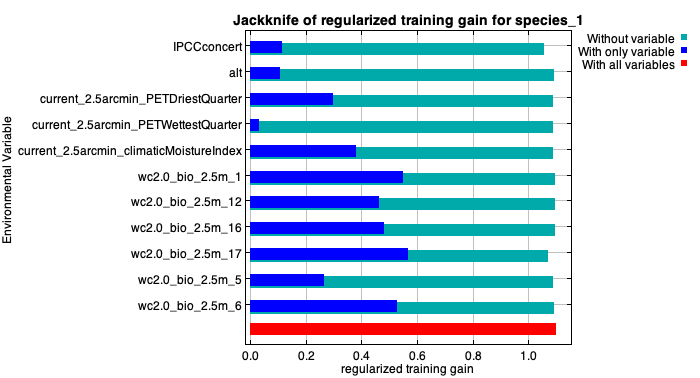 Jackknife of regularized training gain for species_1
Without variable
With only variable
With all variables
Environmental Variable
IPCCconcert
alt
current_2.5arcmin_PETDriestQuarter
current_2.5arcmin_PETWettestQuarter
current_2.5arcmin_climaticMoistureIndex
wc2.0_bio_2.5m_1
wc2.0_bio_2.5m_12
wc2.0_bio_2.5m_16
wc2.0_bio_2.5m_17
wc2.0_bio_2.5m_5
wc2.0_bio_2.5m_6
0.0 0.2 0.4 0.6 0.8 1.0
regularized training gain